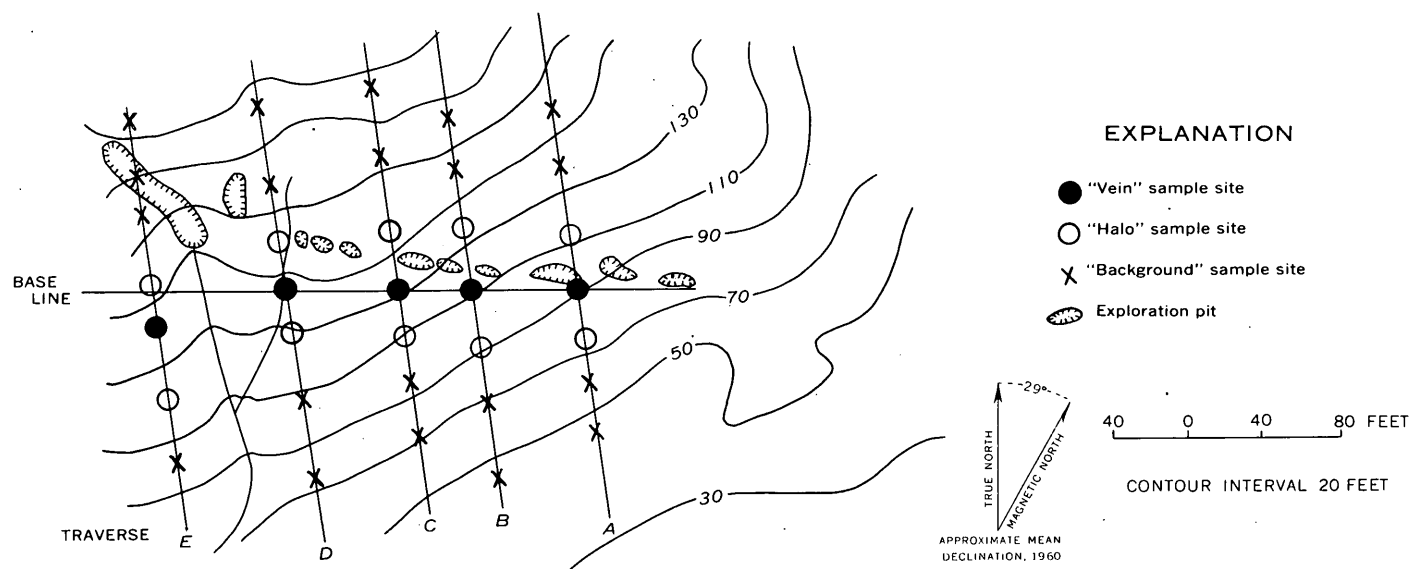 130
110
90
70
50
30
BASE
LINE
TRAVERSE
E
D
C
B
A
EXPLANATION
"Vein" sample site
"Halo" sample site
"Background" sample site
Exploration pit
29°
TRUE NORTH
MAGNETIC NORTH
APPROXIMATE MEAN
DECLINATION, 1960
40 0 40 80 FEET
CONTOUR INTERVAL 20 FEET